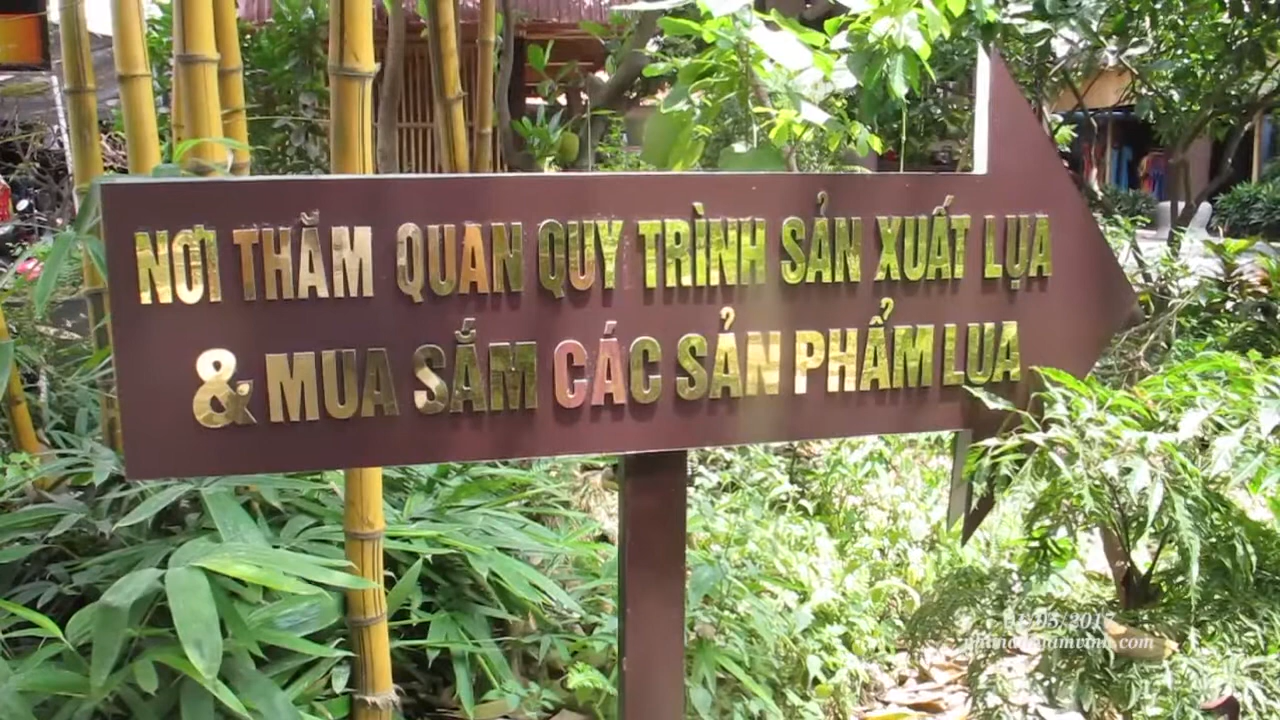 NƠI THĂM QUAN QUY TRÌNH SẢN XUẤT LỤA
& MUA SẮM CÁC SẢN PHẨM LỤA